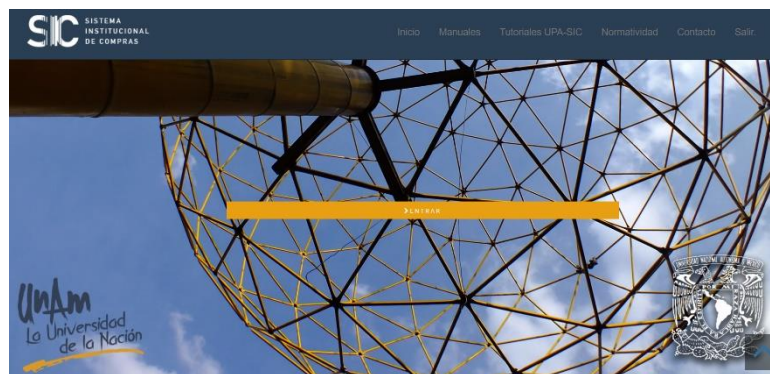 SIC
SISTEMA
INSTITUCIONAL
DE COMPRAS
Inicio Manuales Tutoriales UPA-SIC Normatividad Contacto Salir
ENTRAR
UnAm
La Universidad
de la Nación